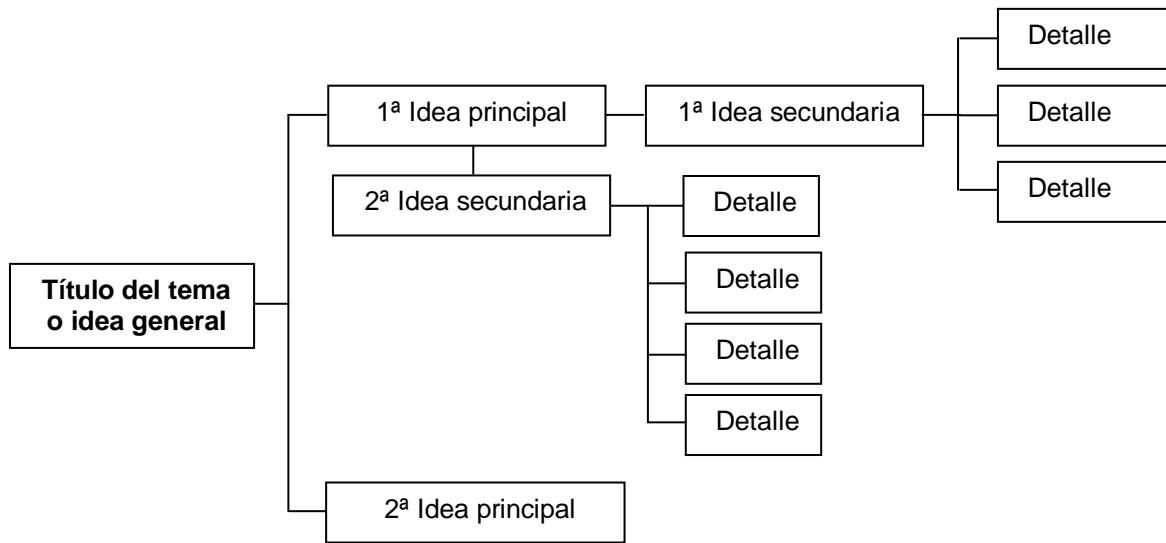 Detalle
1ª Idea principal
1ª Idea secundaria
Detalle
Detalle
2ª Idea secundaria
Detalle
Detalle
Título del tema
o idea general
Detalle
Detalle
2ª Idea principal